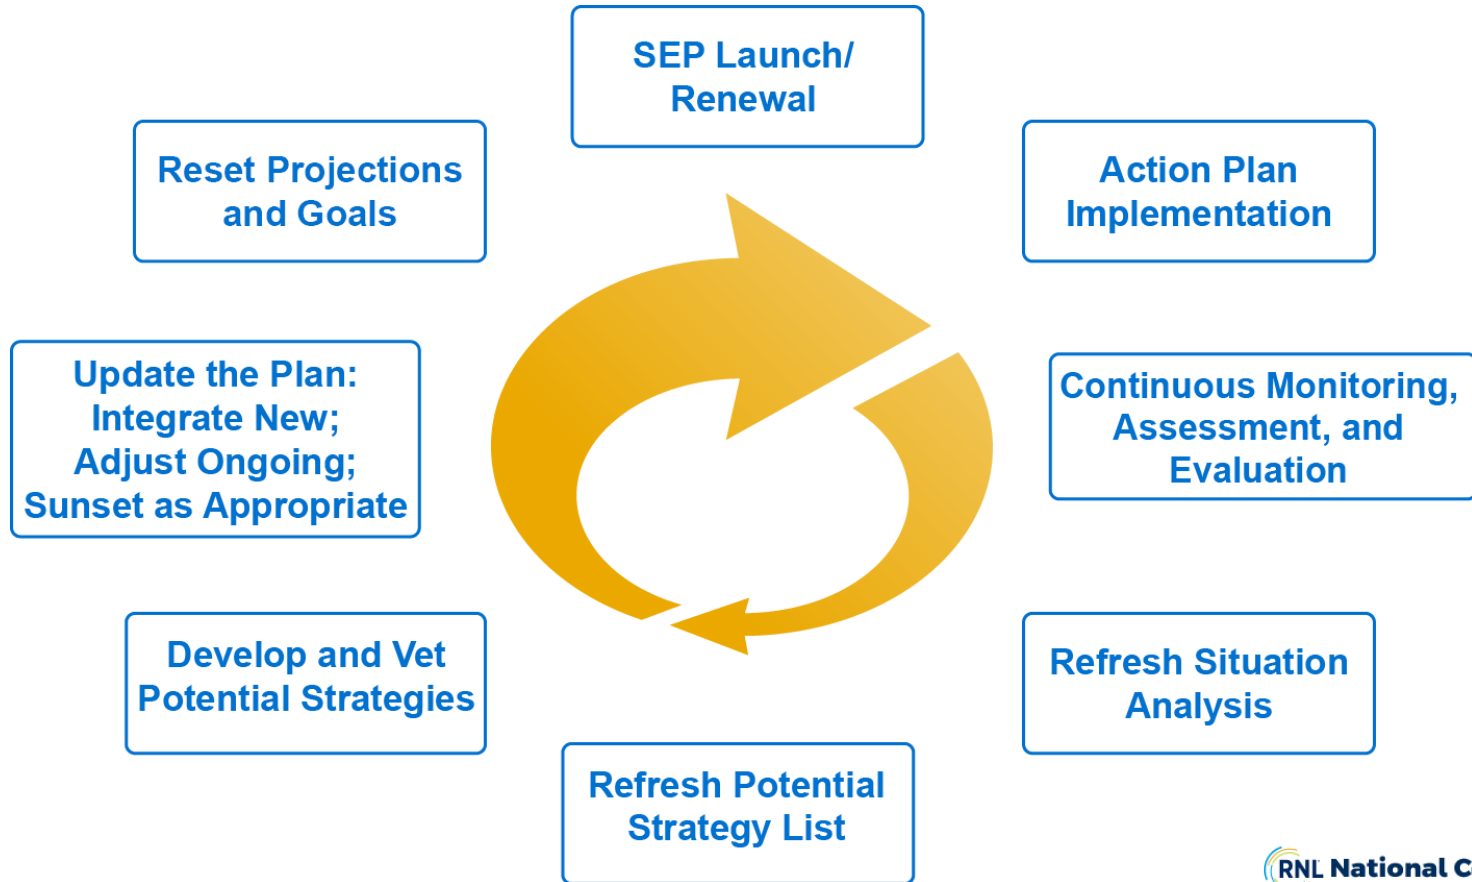 SEP Launch/
Renewal
Action Plan
Implementation
Continuous Monitoring,
Assessment, and
Evaluation
Refresh Situation
Analysis
Refresh Potential
Strategy List
Develop and Vet
Potential Strategies
Update the Plan:
Integrate New;
Adjust Ongoing;
Sunset as Appropriate
Reset Projections
and Goals
RNL National